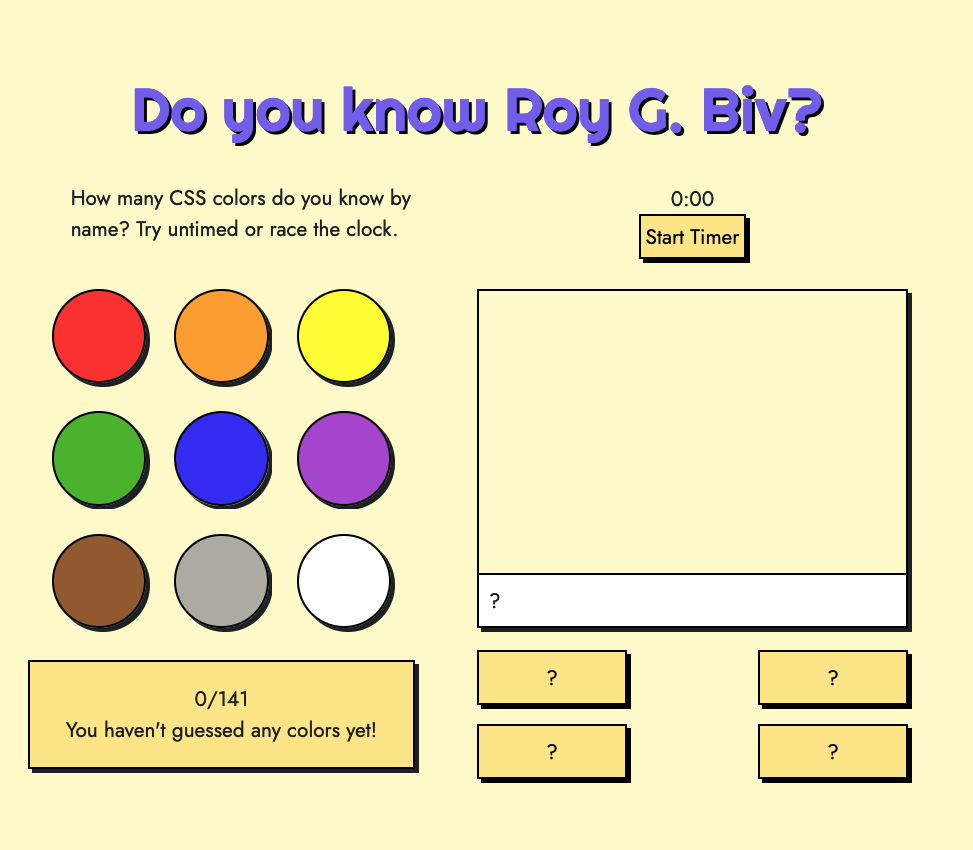 Do you know Roy G. Biv?
How many CSS colors do you know by
name? Try untimed or race the clock.
0:00
Start Timer
?
0/141
You haven't guessed any colors yet!
?
?
?
?